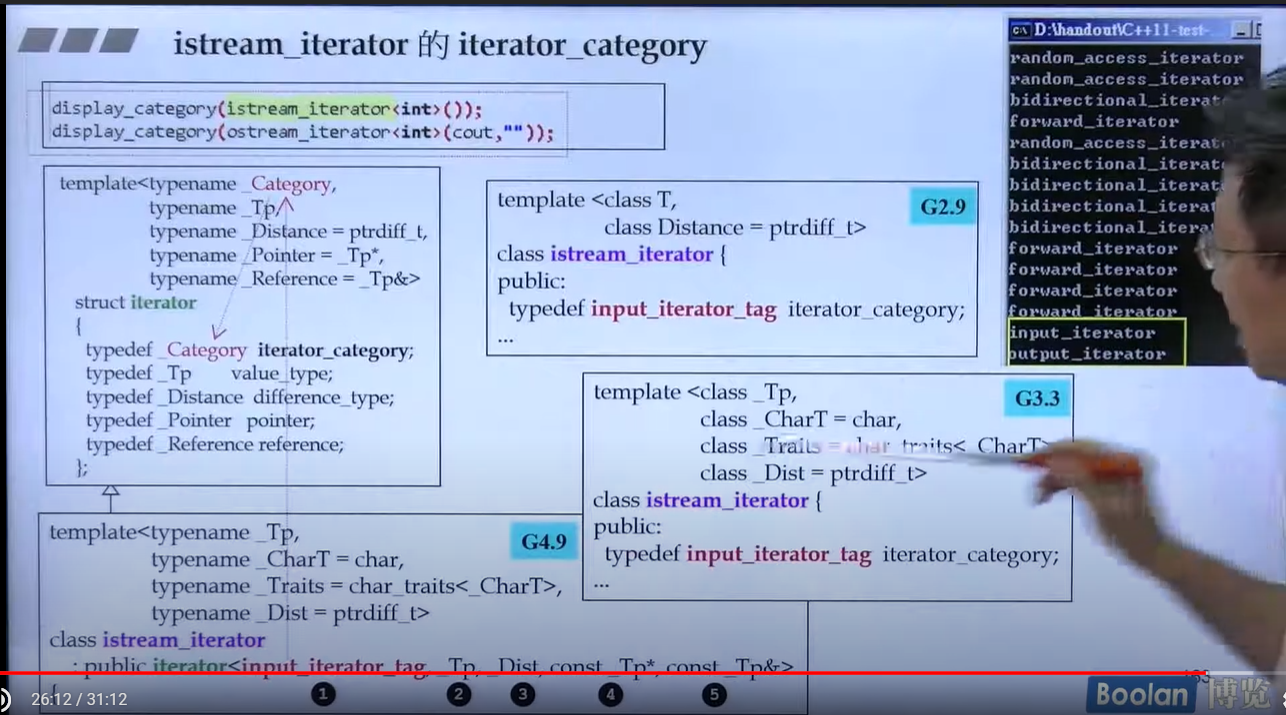 istream_iterator 的 iterator_category
display_category(istream_iterator<int>());
display_category(ostream_iterator<int>(cout,""));
template<typename _Category,
typename _Tp,
typename _Distance = ptrdiff_t,
typename _Pointer = _Tp*,
typename _Reference = _Tp&>
struct iterator
{
typedef _Category iterator_category;
typedef _Tp value_type;
typedef _Distance difference_type;
typedef _Pointer pointer;
typedef _Reference reference;
};
G2.9
template <class T,
class Distance = ptrdiff_t>
class istream_iterator {
public:
typedef input_iterator_tag iterator_category;
...
G3.3
template <class _Tp,
class _CharT = char,
class _Traits = char_traits<_CharT>
class _Dist = ptrdiff_t>
class istream_iterator {
public:
typedef input_iterator_tag iterator_category;
...
G4.9
template<typename _Tp,
typename _CharT = char,
typename _Traits = char_traits<_CharT>,
typename _Dist = ptrdiff_t>
class istream_iterator
: public iterator<input_iterator_tag, _Tp, _Dist, const _Tp*, const _Tp&>
{
1 2 3 4 5
D:\handout\C++11-test-
random_access_iterator
random_access_iterator
bidirectional_iterat
forward_iterator
random_access_iterat
bidirectional_iterat
bidirectional_iterat
bidirectional_iterat
bidirectional_itera
forward_iterator
forward_iterator
forward_iterator
forward_iterator
input_iterator
output_iterator
26:12 / 31:12
Boolan 博览